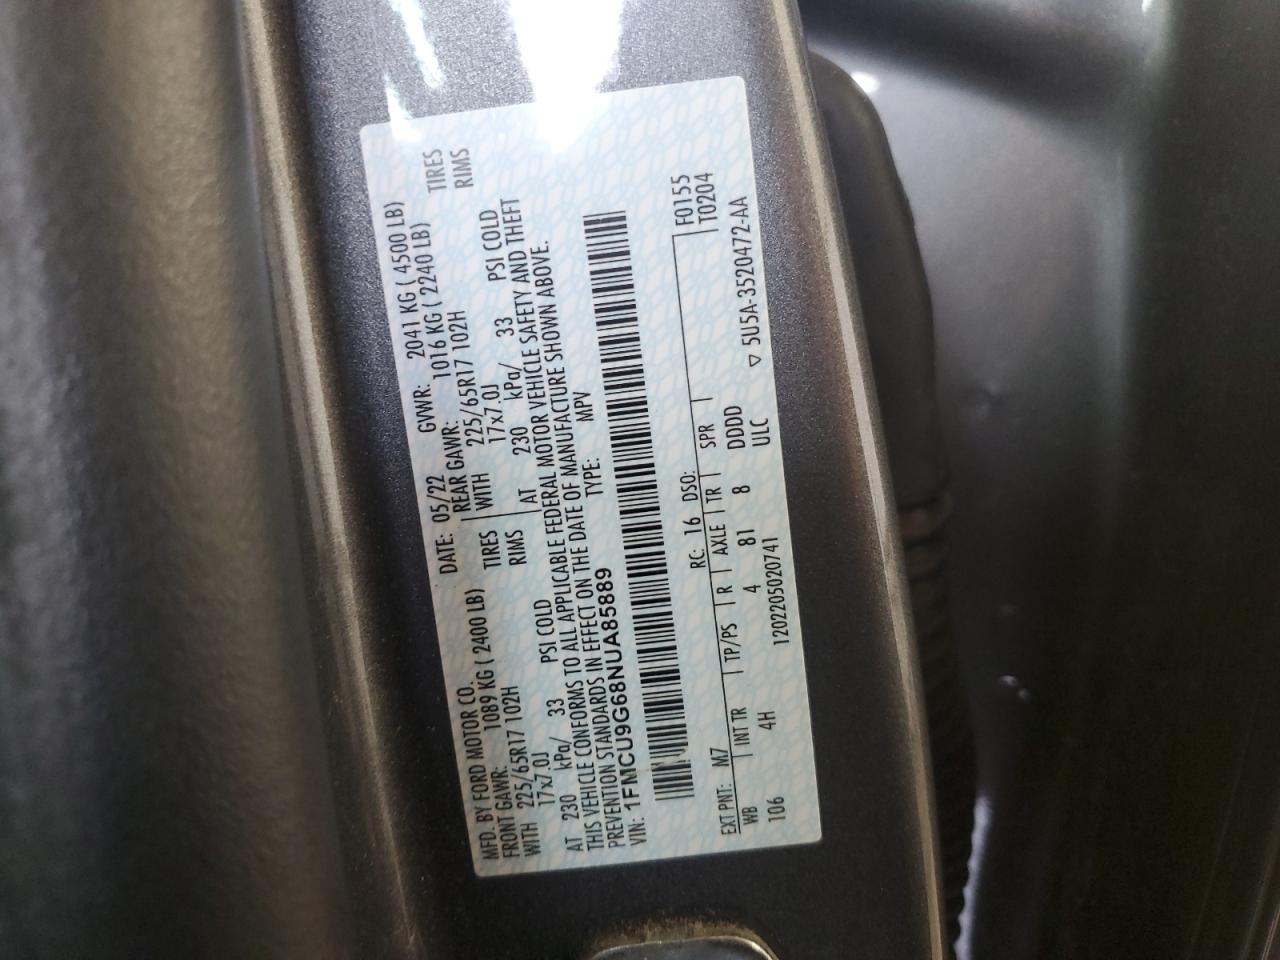 MFD. BY FORD MOTOR CO. DATE: 05/22 GVWR: 2041 KG ( 4500 LB)
FRONT GAWR: 1089 KG ( 2400 LB) REAR GAWR: 1016 KG ( 2240 LB)
WITH 225/65R17 102H TIRES WITH 225/65R17 102H TIRES
17x7.0J RIMS 17x7.0J RIMS
AT 230 kPa/ 33 PSI COLD AT 230 kPa/ 33 PSI COLD
THIS VEHICLE CONFORMS TO ALL APPLICABLE FEDERAL MOTOR VEHICLE SAFETY AND THEFT
PREVENTION STANDARDS IN EFFECT ON THE DATE OF MANUFACTURE SHOWN ABOVE.
VIN: 1FMCU9G68NUA85889 TYPE: MPV
F0155
EXT PNT: M7 RC: 16 DSO: T0204
WB INT TR TP/PS R AXLE TR SPR
106 4H 4 81 8 DDDD
ULC
1202205020741 ▽ 5U5A-3520472-AA